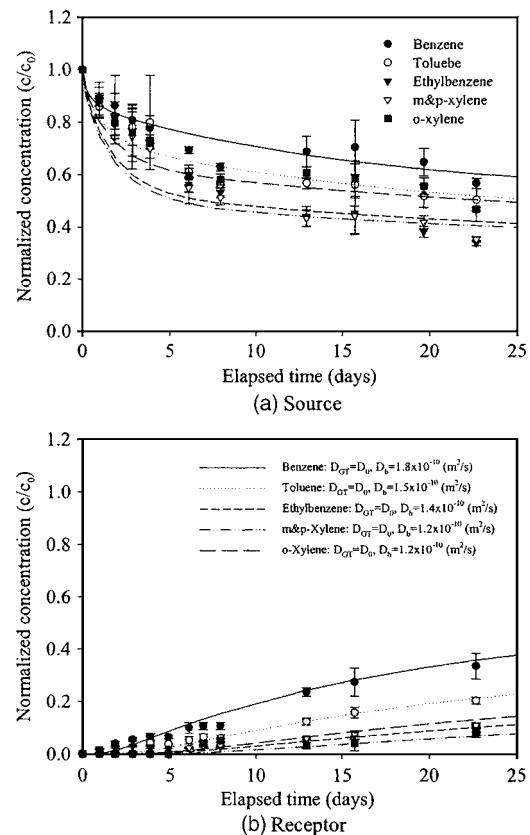 1.2
1.0
0.8
0.6
0.4
0.2
0.0
Normalized concentration (c/c₀)
Benzene
Toluebe
Ethylbenzene
m&p-xylene
o-xylene
0 5 10 15 20 25
Elapsed time (days)
(a) Source
1.2
1.0
0.8
0.6
0.4
0.2
0.0
Normalized concentration (c/c₀)
Benzene: D_GT=D₀, D_b=1.8x10⁻¹⁰ (m²/s)
Toluene: D_GT=D₀, D_b=1.5x10⁻¹⁰ (m²/s)
Ethylbenzene: D_GT=D₀, D_b=1.4x10⁻¹⁰ (m²/s)
m&p-Xylene: D_GT=D₀, D_b=1.2x10⁻¹⁰ (m²/s)
o-Xylene: D_GT=D₀, D_b=1.2x10⁻¹⁰ (m²/s)
0 5 10 15 20 25
Elapsed time (days)
(b) Receptor